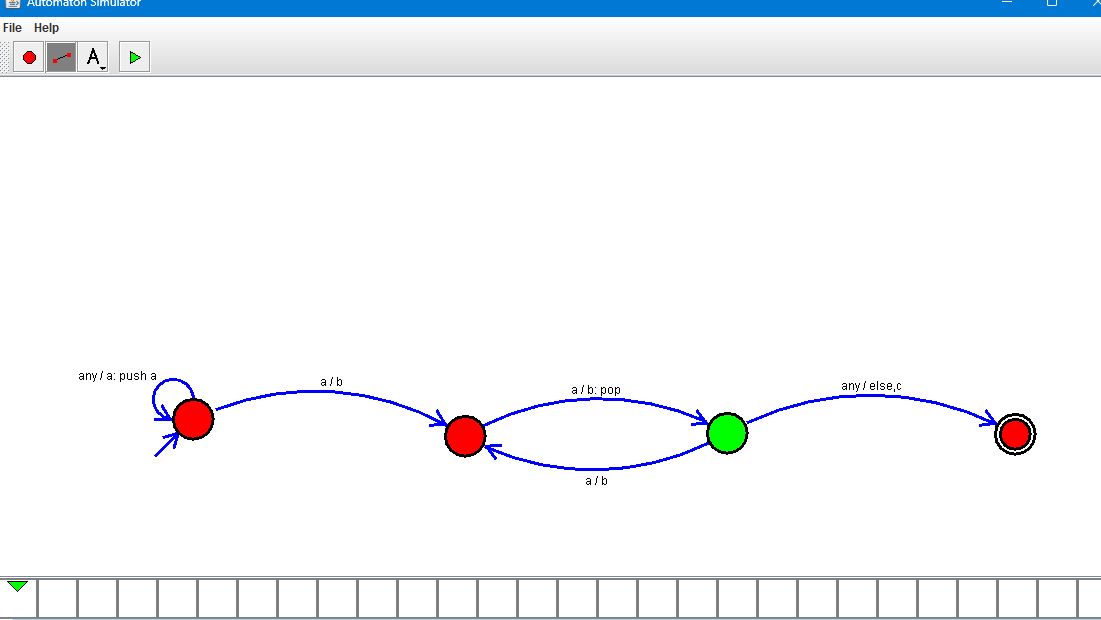 Automaton Simulator
File Help
A
any / a: push a
a / b
a / b: pop
any / else,c
a / b